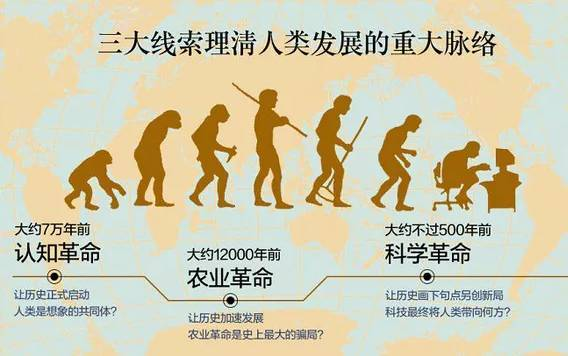 三大线索理清人类发展的重大脉络
大约7万年前
认知革命
让历史正式启动
人类是想象的共同体?
大约12000年前
农业革命
让历史加速发展
农业革命是史上最大的骗局?
大约不过500年前
科学革命
让历史画下句点另创新局
科技最终将人类带向何方?